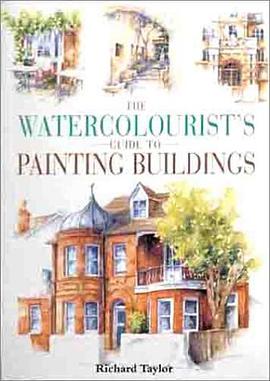 THE
WATERCOLOURIST'S
GUIDE TO
PAINTING BUILDINGS
Richard Taylor